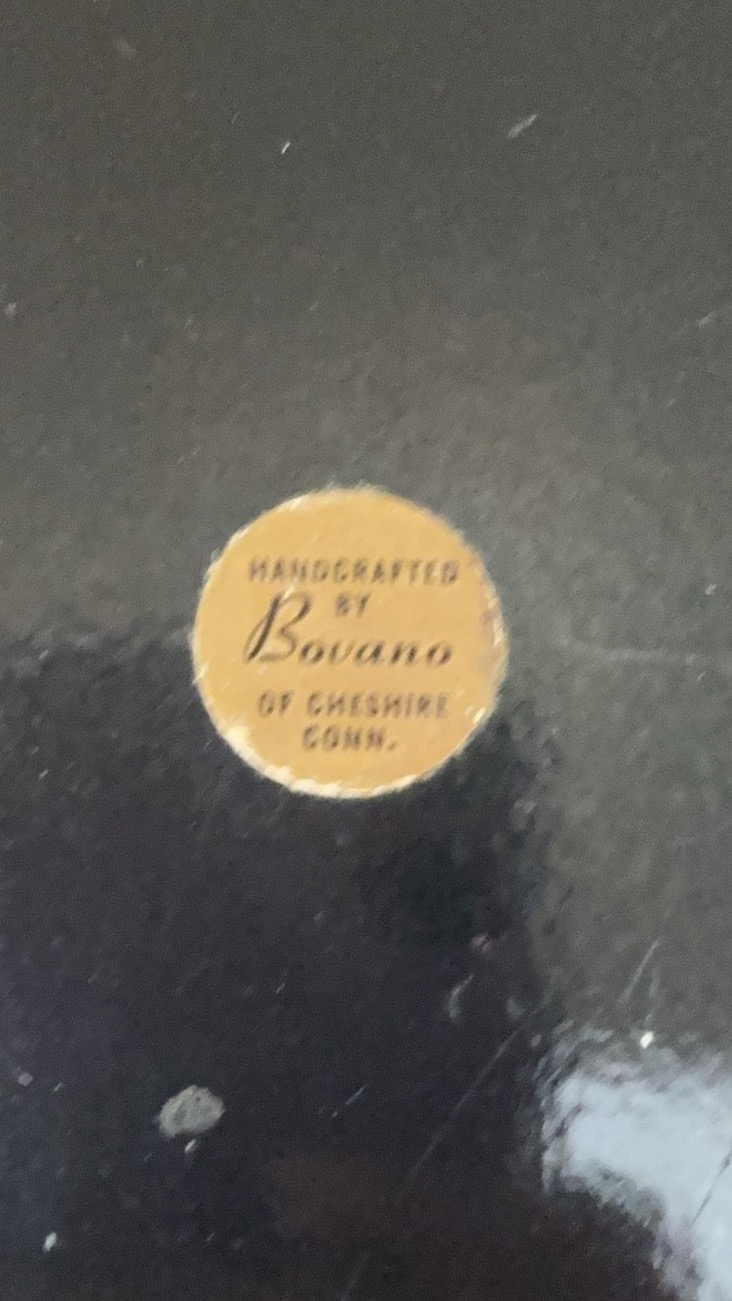 HANDCRAFTED
BY
Bovano
OF CHESHIRE
CONN.